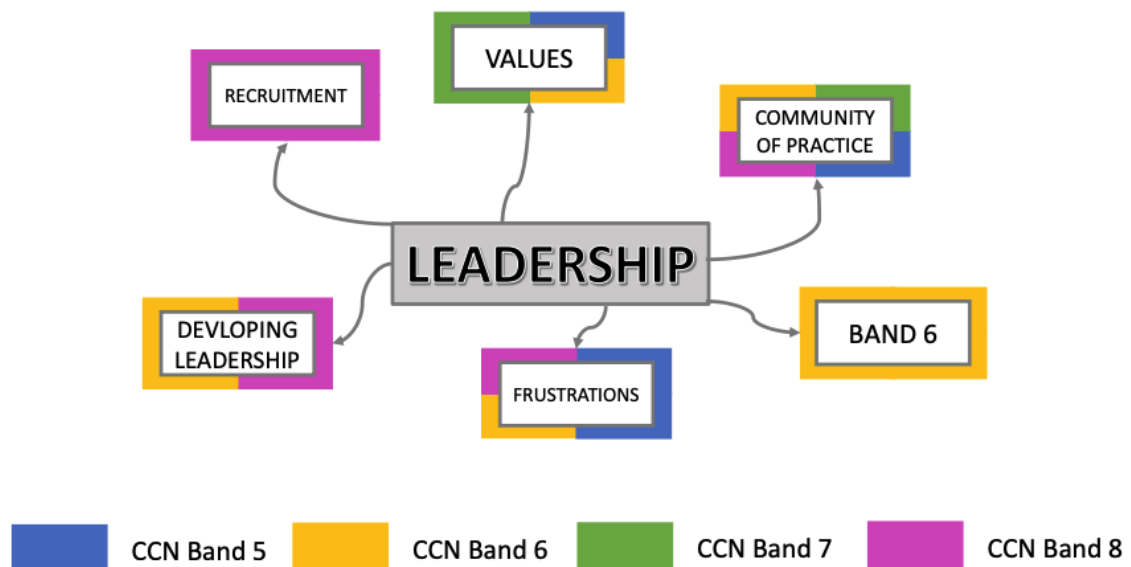 VALUES
RECRUITMENT
COMMUNITY
OF PRACTICE
LEADERSHIP
DEVLOPING
LEADERSHIP
BAND 6
FRUSTRATIONS
CCN Band 5
CCN Band 6
CCN Band 7
CCN Band 8